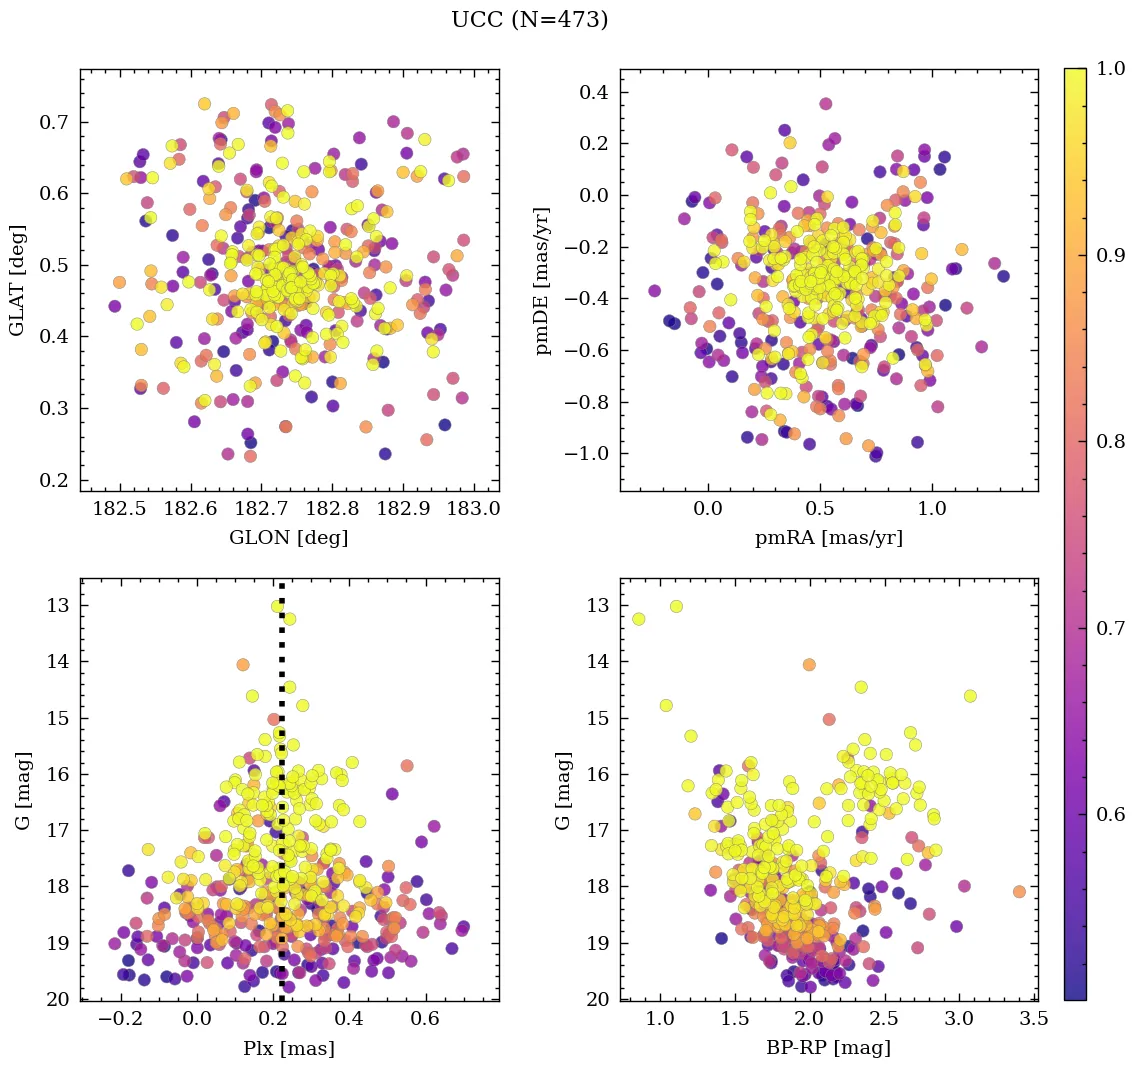 UCC (N=473)
0.7
0.6
0.5
0.4
0.3
0.2
GLAT [deg]
182.5 182.6 182.7 182.8 182.9 183.0
GLON [deg]
0.4
0.2
0.0
−0.2
−0.4
−0.6
−0.8
−1.0
pmDE [mas/yr]
0.0 0.5 1.0
pmRA [mas/yr]
13
14
15
16
17
18
19
20
G [mag]
−0.2 0.0 0.2 0.4 0.6
Plx [mas]
13
14
15
16
17
18
19
20
G [mag]
1.0 1.5 2.0 2.5 3.0 3.5
BP-RP [mag]
1.0
0.9
0.8
0.7
0.6